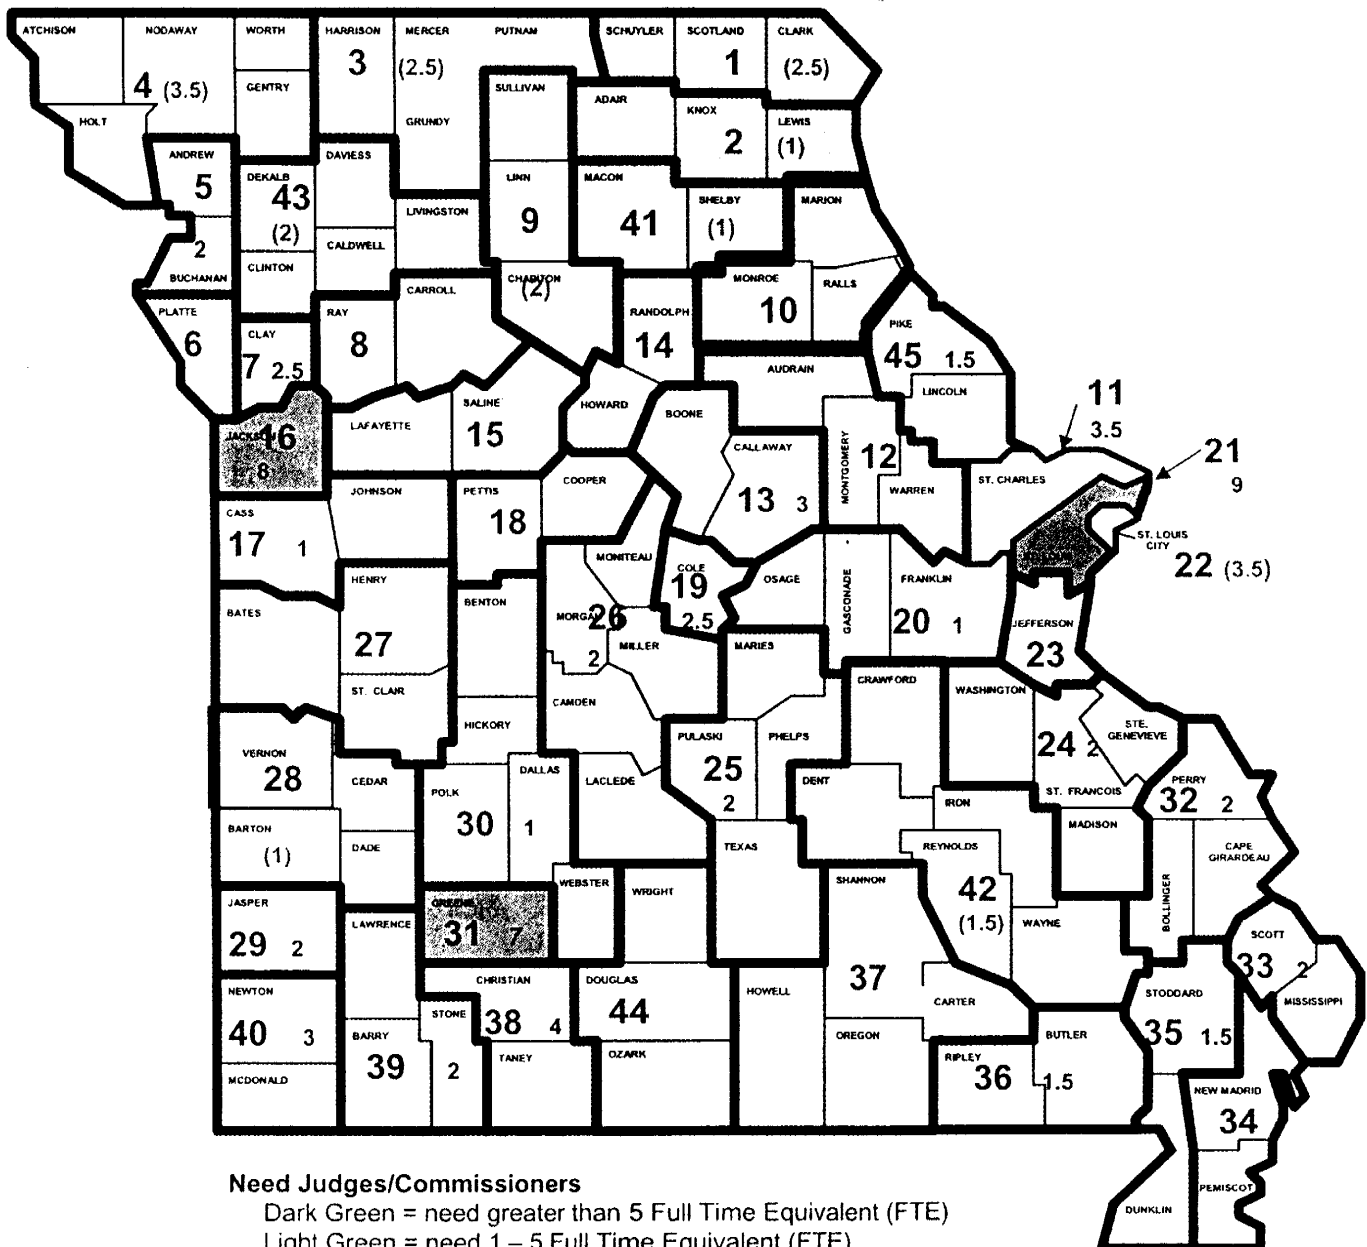 ATCHISON NODAWAY WORTH HARRISON MERCER PUTNAM SCHUYLER SCOTLAND CLARK
3 (2.5) 1 (2.5)
4 (3.5) GENTRY SULLIVAN ADAIR
KNOX
HOLT GRUNDY LEWIS
2 (1)
ANDREW DAVIESS
DEKALB LINN MACON
5 43 SHELBY MARION
LIVINGSTON 9 41 (1)
(2)
2 CALDWELL
BUCHANAN CLINTON CHARITON MONROE RALLS
CARROLL (2)
PLATTE RAY RANDOLPH 10 PIKE
6 CLAY 8 14 45 1.5
7 2.5 AUDRAIN
LINCOLN 11
SALINE HOWARD BOONE 3.5
LAFAYETTE 15
JACKSON 16 CALLAWAY MONTGOMERY 12 21
8 ST. CHARLES
COOPER 9
JOHNSON PETTIS 13 3 WARREN
CASS 18
17 1 ST. LOUIS
CITY
MONITEAU COLE 22 (3.5)
HENRY 19 OSAGE GASCONADE FRANKLIN
BENTON
BATES MORGAN 26 2.5 20 1 JEFFERSON
27 2 MILLER MARIES 23
ST. CLAIR CRAWFORD WASHINGTON
CAMDEN
HICKORY PULASKI PHELPS STE.
GENEVIEVE
VERNON 24 2
28 DALLAS 25
CEDAR LACLEDE DENT PERRY
POLK 2 IRON ST. FRANCOIS 32 2
BARTON 30 1 MADISON
(1) DADE TEXAS REYNOLDS CAPE
GIRARDEAU
WEBSTER SHANNON
JASPER WRIGHT 42 BOLLINGER
GREENE
29 2 LAWRENCE 31 7 (1.5) WAYNE SCOTT
33 2
NEWTON CHRISTIAN DOUGLAS HOWELL 37 STODDARD
STONE CARTER MISSISSIPPI
40 3 38 4 44 35 1.5
BARRY OREGON BUTLER
39 TANEY OZARK RIPLEY
MCDONALD 2 36 1.5 NEW MADRID
34
PEMISCOT
DUNKLIN
Need Judges/Commissioners
Dark Green = need greater than 5 Full Time Equivalent (FTE)
Light Green = need 1 – 5 Full Time Equivalent (FTE)